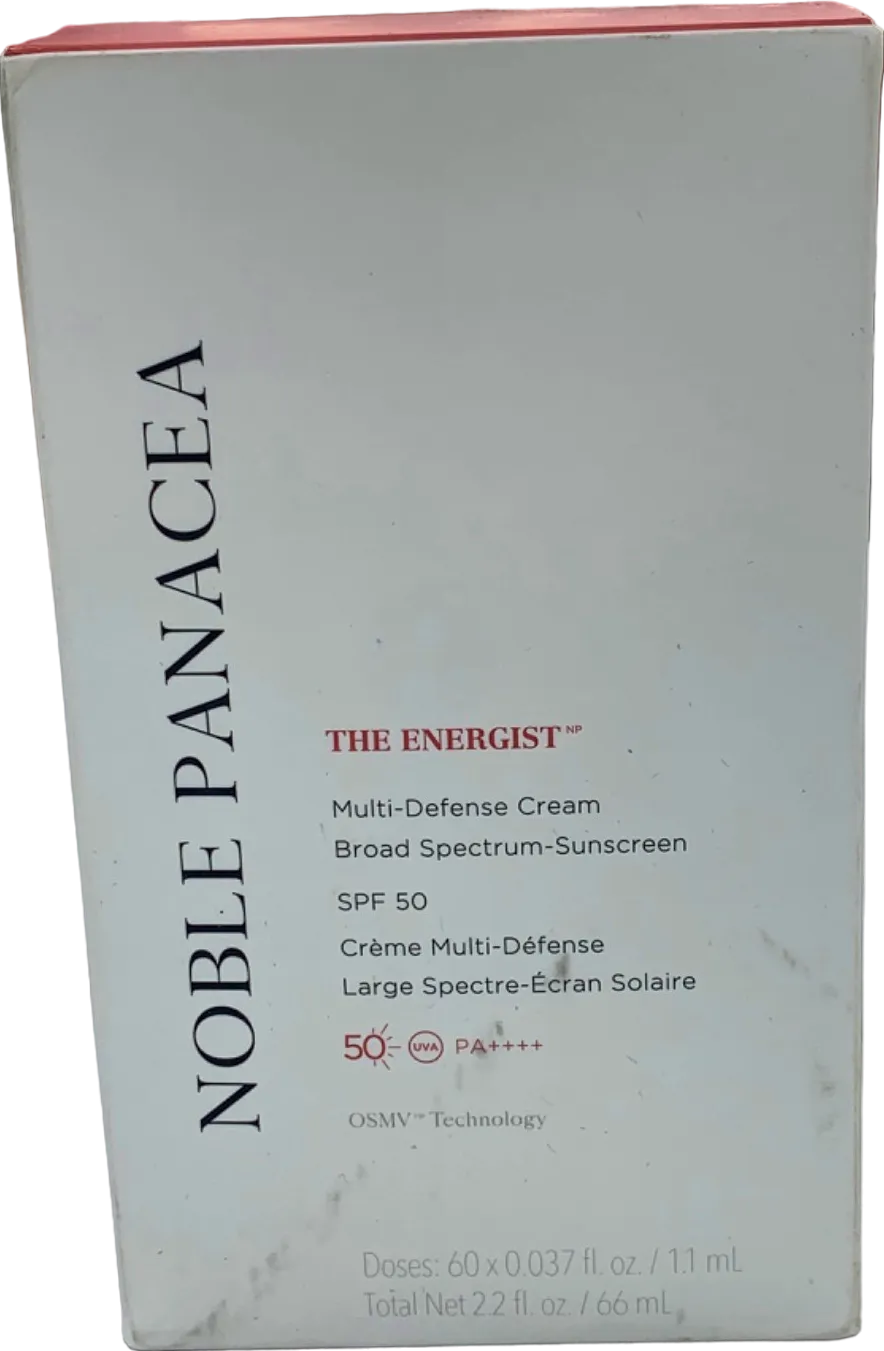 NOBLE PANACEA
THE ENERGIST NP
Multi-Defense Cream
Broad Spectrum-Sunscreen
SPF 50
Crème Multi-Défense
Large Spectre-Écran Solaire
50 UVA PA++++
OSMV™ Technology
Doses: 60 x 0.037 fl. oz. / 1.1 mL
Total Net 2.2 fl. oz. / 66 mL